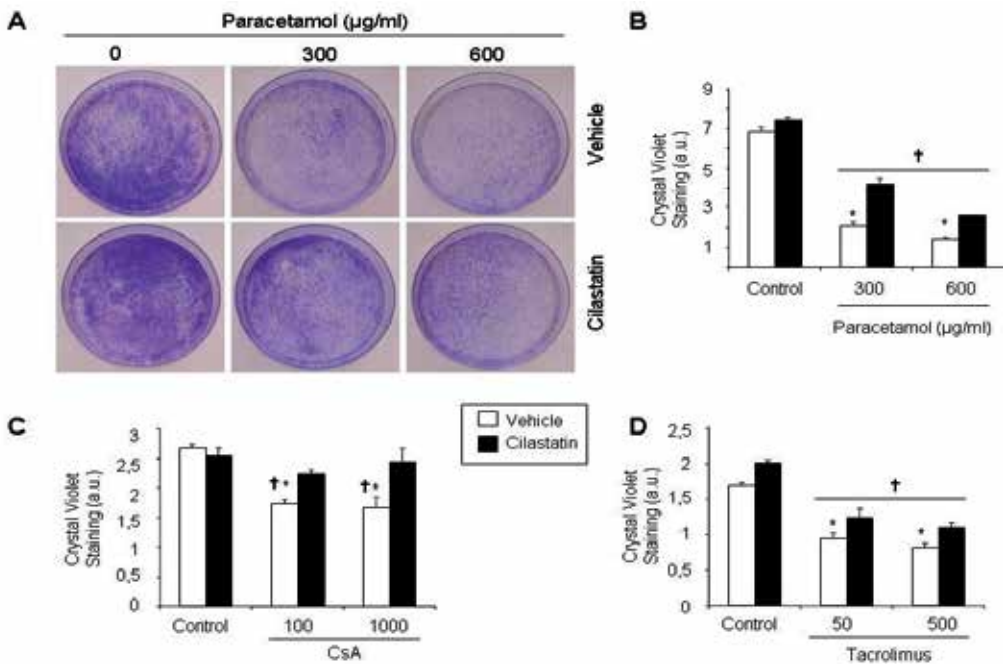 A
Paracetamol (µg/ml)
0 300 600
Vehicle
Cilastatin
B
Crystal Violet
Staining (a.u.)
9
7
5
3
1
†
* *
Control 300 600
Paracetamol (µg/ml)
C
Crystal Violet
Staining (a.u.)
3
2,5
2
1,5
1
0,5
0
†* †*
Control 100 1000
CsA
Vehicle
Cilastatin
D
Crystal Violet
Staining (a.u.)
2,5
2
1,5
1
0,5
0
†
* *
Control 50 500
Tacrolimus